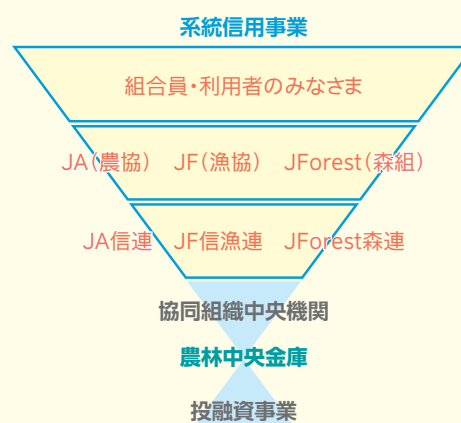 系統信用事業
組合員・利用者のみなさま
JA(農協) JF(漁協) JForest(森組)
JA信連 JF信漁連 JForest森連
協同組織中央機関
農林中央金庫
投融資事業